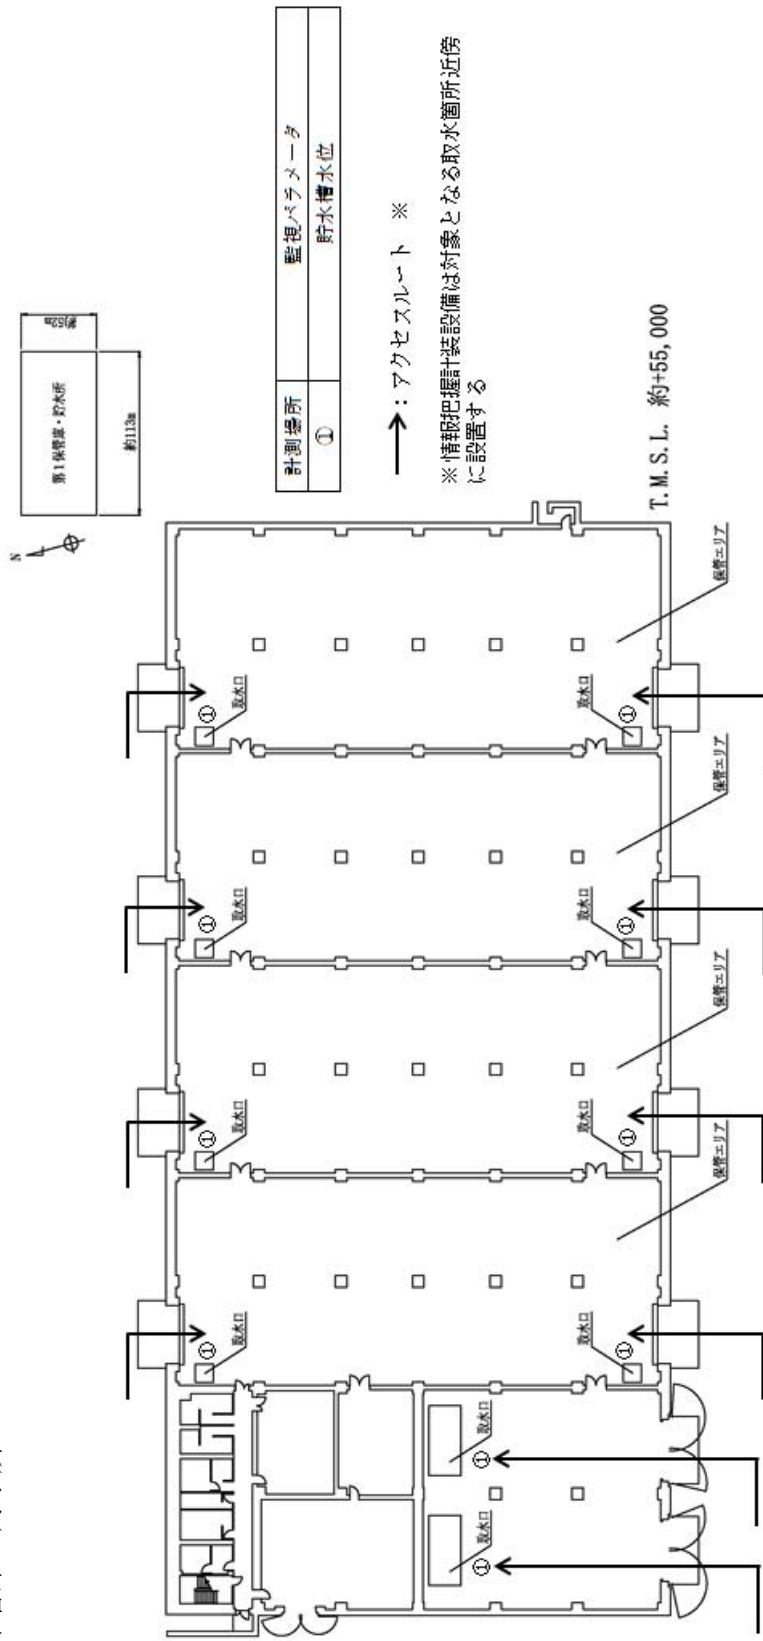 N
第1保管庫・貯水所
約113m
約52m
計測場所 監視パラメータ
① 貯水槽水位
：アクセスルート ※
※情報把握計装設備は対象となる取水箇所近傍
に設置する
T.M.S.L. 約+55,000
①
取水口
①
取水口
①
取水口
①
取水口
①
取水口
①
取水口
①
取水口
①
取水口
①
取水口
①
取水口
保管エリア
保管エリア
保管エリア
保管エリア